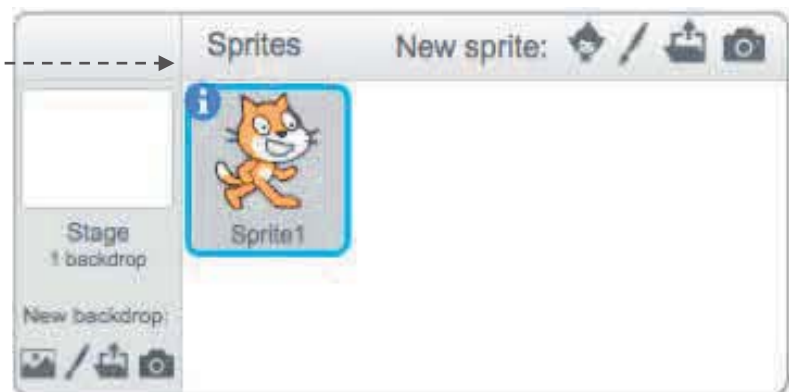 Sprites New sprite:
Sprite1
Stage
1 backdrop
New backdrop: